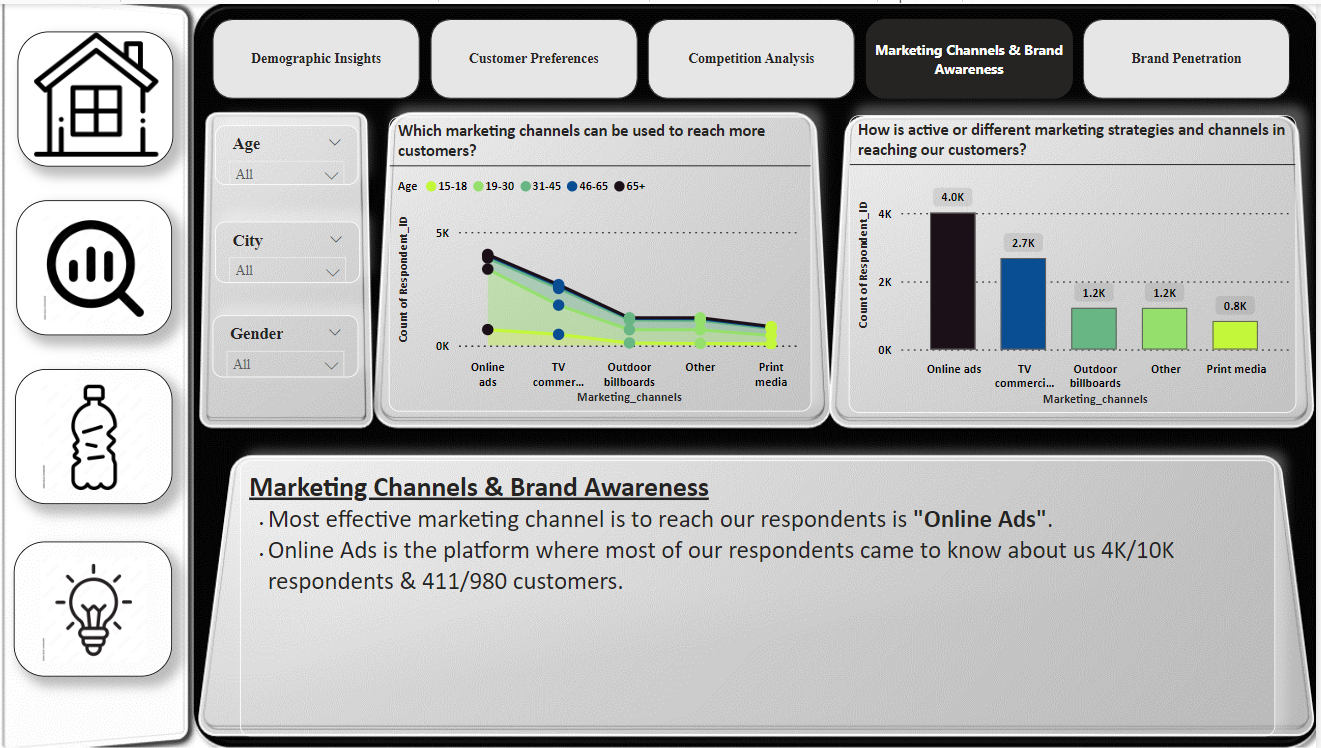 Demographic Insights
Customer Preferences
Competition Analysis
Marketing Channels & Brand
Awareness
Brand Penetration
Age
All
City
All
Gender
All
Which marketing channels can be used to reach more
customers?
Age 15-18 19-30 31-45 46-65 65+
Count of Respondent_ID
5K
0K
Online
ads
TV
commer...
Outdoor
billboards
Other
Print
media
Marketing_channels
How is active or different marketing strategies and channels in
reaching our customers?
Count of Respondent_ID
4K
2K
0K
4.0K
2.7K
1.2K
1.2K
0.8K
Online ads
TV
commerci...
Outdoor
billboards
Other
Print media
Marketing_channels
Marketing Channels & Brand Awareness
. Most effective marketing channel is to reach our respondents is "Online Ads".
. Online Ads is the platform where most of our respondents came to know about us 4K/10K
respondents & 411/980 customers.